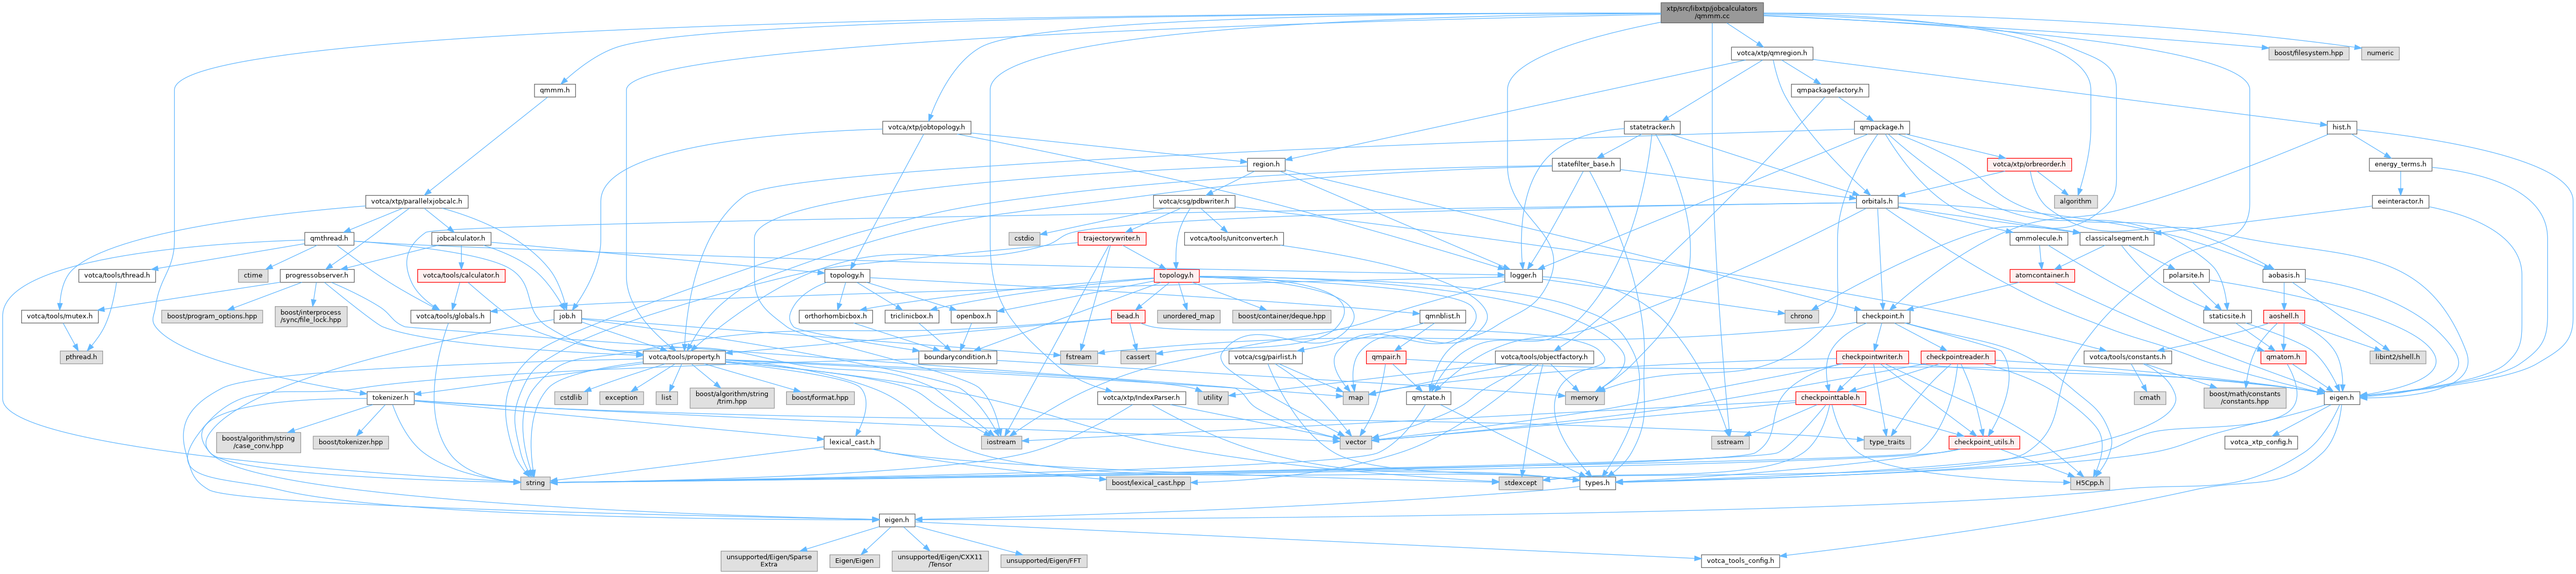 xtp/src/libxtp/jobcalculators
/qmmm.cc
votca/xtp/qmregion.h
boost/filesystem.hpp
numeric
qmmm.h
qmpackagefactory.h
votca/xtp/jobtopology.h
statetracker.h
qmpackage.h
hist.h
region.h
statefilter_base.h
votca/xtp/orbreorder.h
energy_terms.h
votca/xtp/parallelxjobcalc.h
votca/csg/pdbwriter.h
orbitals.h
algorithm
eeinteractor.h
qmthread.h
jobcalculator.h
cstdio
trajectorywriter.h
votca/tools/unitconverter.h
qmmolecule.h
classicalsegment.h
votca/tools/thread.h
ctime
progressobserver.h
votca/tools/calculator.h
topology.h
topology.h
logger.h
atomcontainer.h
polarsite.h
aobasis.h
votca/tools/mutex.h
boost/program_options.hpp
boost/interprocess
/sync/file_lock.hpp
votca/tools/globals.h
job.h
orthorhombicbox.h
triclinicbox.h
openbox.h
bead.h
unordered_map
boost/container/deque.hpp
qmnblist.h
chrono
checkpoint.h
staticsite.h
aoshell.h
pthread.h
votca/tools/property.h
boundarycondition.h
fstream
cassert
votca/csg/pairlist.h
qmpair.h
votca/tools/objectfactory.h
checkpointwriter.h
checkpointreader.h
votca/tools/constants.h
qmatom.h
libint2/shell.h
tokenizer.h
cstdlib
exception
list
boost/algorithm/string
/trim.hpp
boost/format.hpp
votca/xtp/IndexParser.h
utility
map
qmstate.h
memory
checkpointtable.h
cmath
boost/math/constants
/constants.hpp
eigen.h
boost/algorithm/string
/case_conv.hpp
boost/tokenizer.hpp
lexical_cast.h
iostream
vector
sstream
type_traits
checkpoint_utils.h
votca_xtp_config.h
string
boost/lexical_cast.hpp
stdexcept
types.h
H5Cpp.h
eigen.h
unsupported/Eigen/Sparse
Extra
Eigen/Eigen
unsupported/Eigen/CXX11
/Tensor
unsupported/Eigen/FFT
votca_tools_config.h